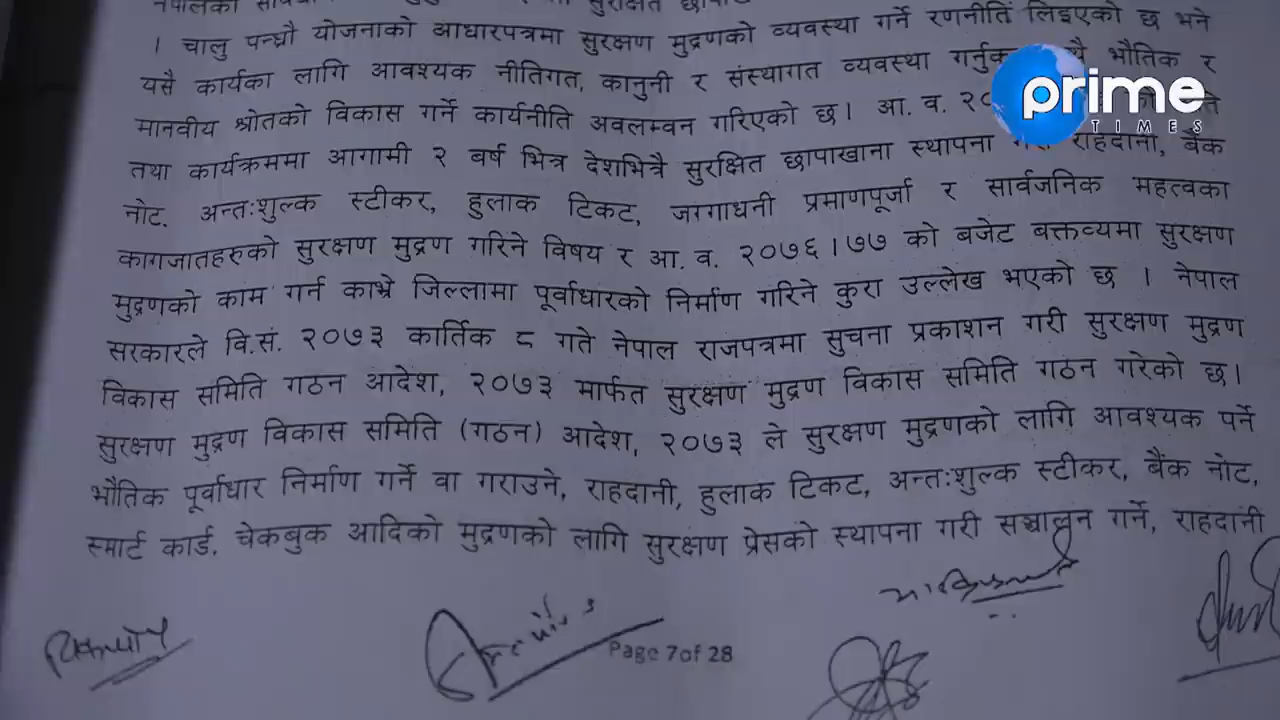 सुरक्षित
। चालु पन्ध्रौ योजनाको आधारपत्रमा सुरक्षण मुद्रणको व्यवस्था गर्ने रणनीति लिइएको छ भने
यसै कार्यका लागि आवश्यक नीतिगत, कानुनी र संस्थागत व्यवस्था भौतिक र
मानवीय श्रोतको विकास गर्ने कार्यनीति अवलम्वन गरिएको छ। आ. व.
तथा कार्यक्रममा आगामी २ बर्ष भित्र देशभित्रै सुरक्षित छापाखाना स्थापना गरी राहदानी, बैंक
नोट, अन्तःशुल्क स्टीकर, हुलाक टिकट, जग्गाधनी प्रमाणपूर्जा र सार्वजनिक महत्वका
कागजातहरुको सुरक्षण मुद्रण गरिने विषय र आ. व. २०७६।७७ को बजेट बक्तव्यमा सुरक्षण
मुद्रणको काम गर्न काभ्रे जिल्लामा पूर्वाधारको निर्माण गरिने कुरा उल्लेख भएको छ । नेपाल
सरकारले वि.सं. २०७३ कार्तिक ८ गते नेपाल राजपत्रमा सुचना प्रकाशन गरी सुरक्षण मुद्रण
विकास समिति गठन आदेश, २०७३ मार्फत सुरक्षण मुद्रण विकास समिति गठन गरेको छ।
सुरक्षण मुद्रण विकास समिति (गठन) आदेश, २०७३ ले सुरक्षण मुद्रणको लागि आवश्यक पर्ने
भौतिक पूर्वाधार निर्माण गर्ने वा गराउने, राहदानी, हुलाक टिकट, अन्तःशुल्क स्टीकर, बैंक नोट,
स्मार्ट कार्ड, चेकबुक आदिको मुद्रणको लागि सुरक्षण प्रेसको स्थापना गरी सञ्चालन गर्ने, राहदानी
Page 7 of 28
prime
TIMES